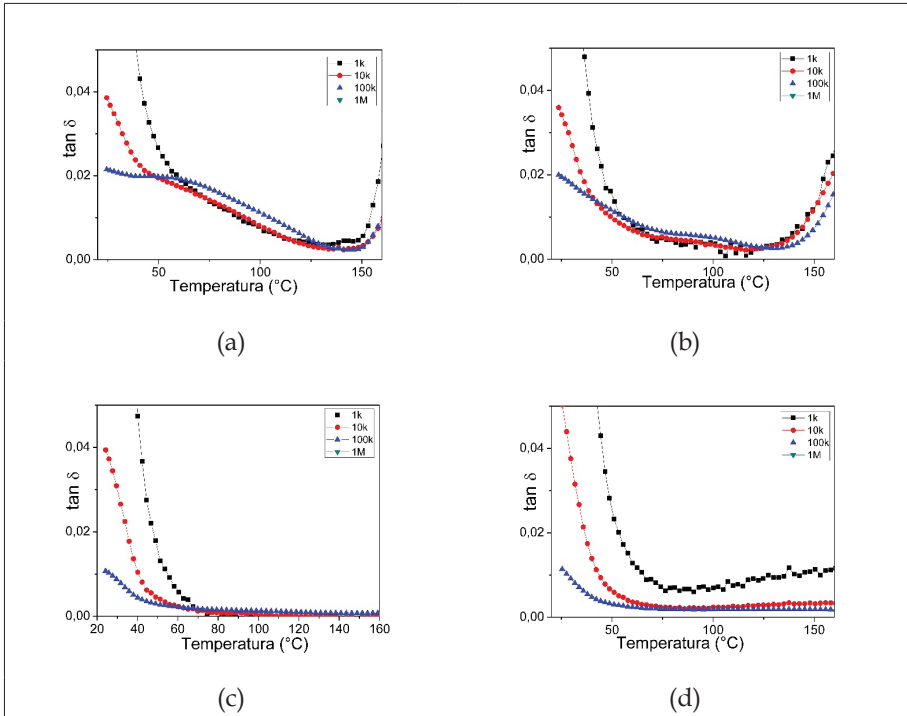 0,04
0,02
0,00
tan δ
50
100
150
Temperatura (°C)
1k
10k
100k
1M
(a)
0,04
0,02
0,00
tan δ
50
100
150
Temperatura (°C)
1k
10k
100k
1M
(b)
0,04
0,02
0,00
tan δ
20
40
60
80
100
120
140
160
Temperatura (°C)
1k
10k
100k
1M
(c)
0,04
0,02
0,00
tan δ
50
100
150
Temperatura (°C)
1k
10k
100k
1M
(d)